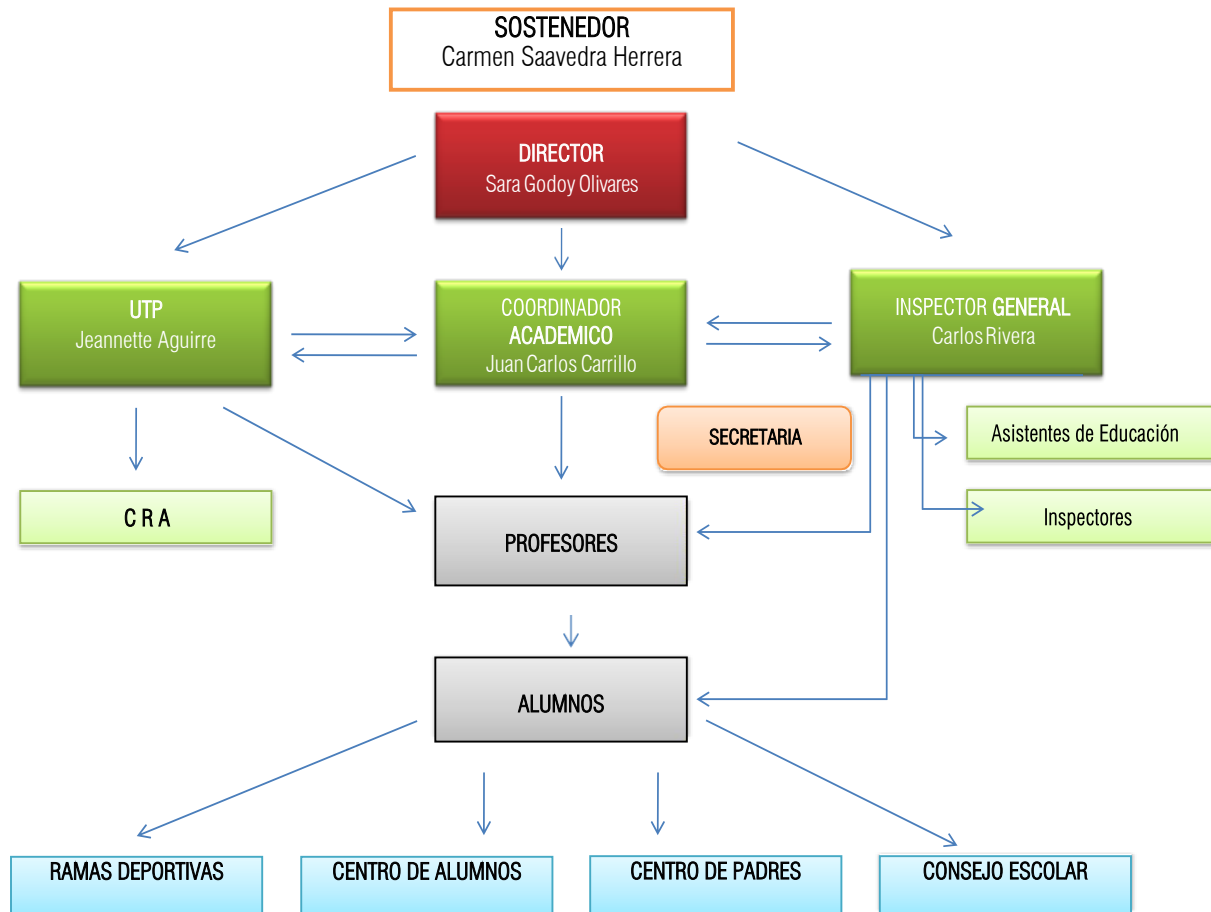 SOSTENEDOR
Carmen Saavedra Herrera
DIRECTOR
Sara Godoy Olivares
UTP
Jeannette Aguirre
COORDINADOR
ACADEMICO
Juan Carlos Carrillo
INSPECTOR GENERAL
Carlos Rivera
SECRETARIA
Asistentes de Educación
C R A
Inspectores
PROFESORES
ALUMNOS
RAMAS DEPORTIVAS
CENTRO DE ALUMNOS
CENTRO DE PADRES
CONSEJO ESCOLAR